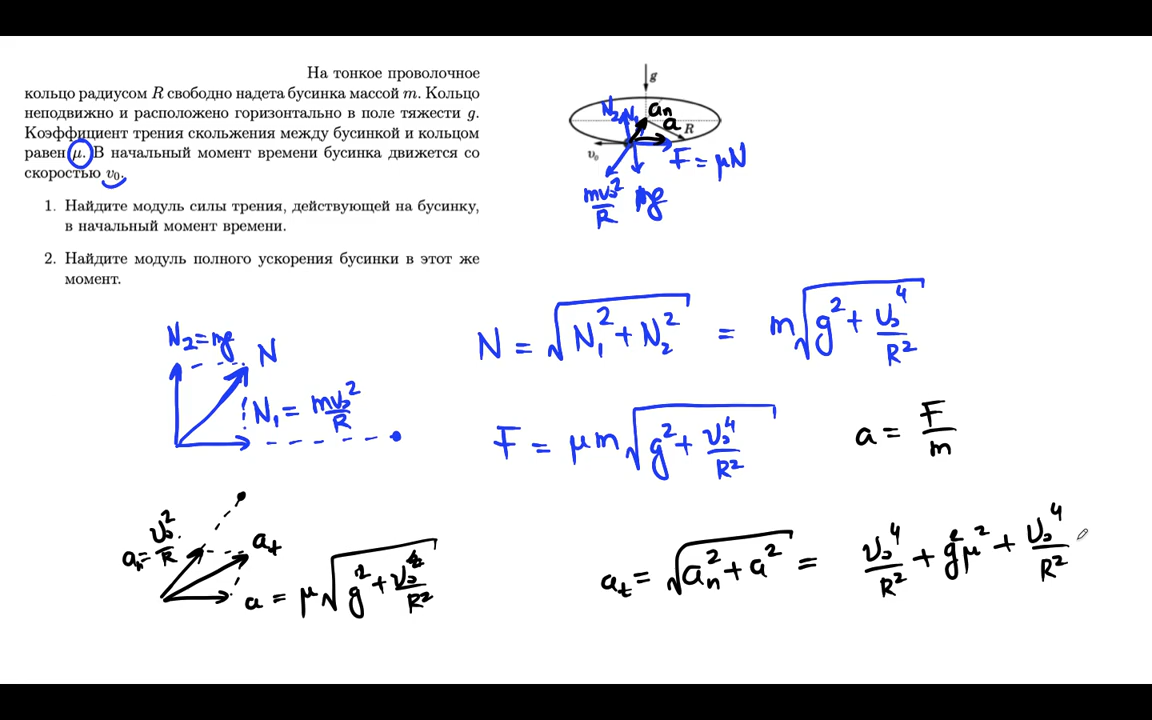 На тонкое проволочное
кольцо радиусом R свободно надета бусинка массой m. Кольцо
неподвижно и расположено горизонтально в поле тяжести g.
Коэффициент трения скольжения между бусинкой и кольцом
равен μ. В начальный момент времени бусинка движется со
скоростью v₀.
1. Найдите модуль силы трения, действующей на бусинку,
в начальный момент времени.
2. Найдите модуль полного ускорения бусинки в этот же
момент.
g
N₂ N₁ aₙ
a R
v₀ F = μN
mv₀²/R mg
N₂ = mg N
N₁ = mv₀²/R
N = √(N₁² + N₂²) = m√(g² + v₀⁴/R²)
F = μm√(g² + v₀⁴/R²)
a = F/m
aₙ = v₀²/R
aₜ
a = μ√(g² + v₀⁴/R²)
aₜ = √(aₙ² + a²) = v₀⁴/R² + g²μ² + v₀⁴/R²